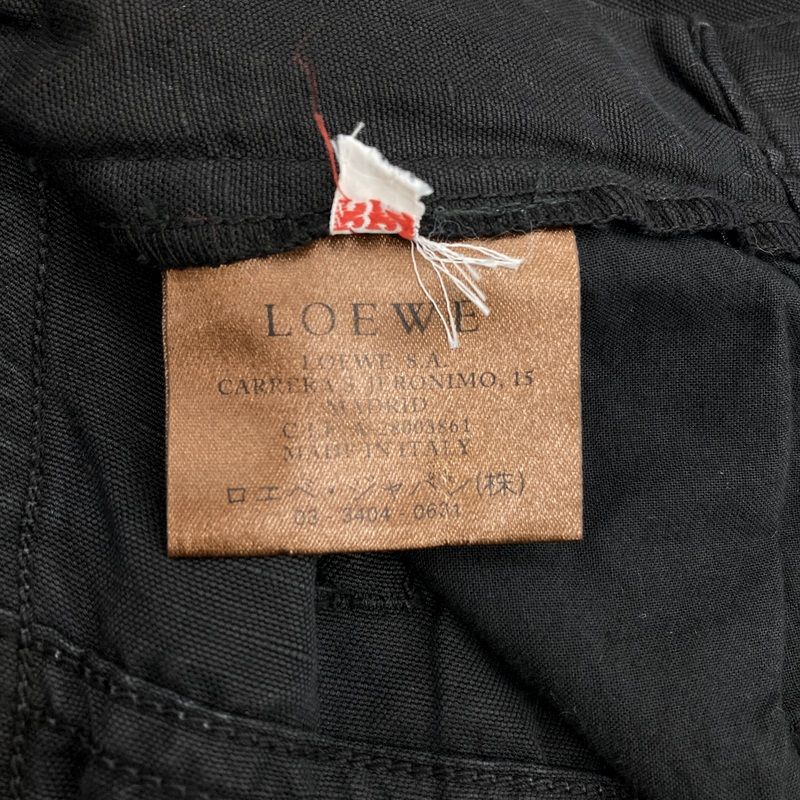 LOEWE
LOEWE S.A.
CARRERA S. JERONIMO, 15
MADRID
C.I.F. A-28003861
MADE IN ITALY
ロエベ・ジャパン(株)
03-3404-0631